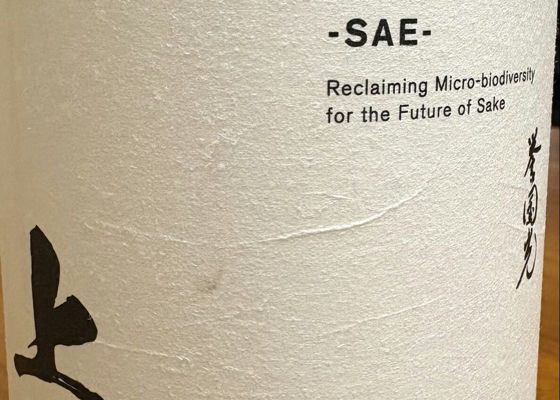 -SAE-
Reclaiming Micro-biodiversity
for the Future of Sake
誉国光